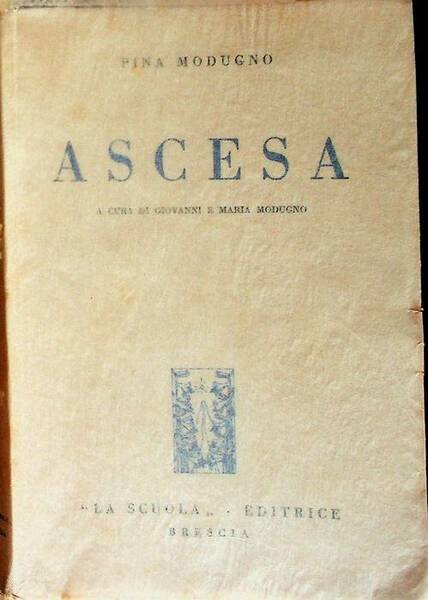 PINA MODUGNO
ASCESA
A CURA DI GIOVANNI E MARIA MODUGNO
"LA SCUOLA„ · EDITRICE
BRESCIA